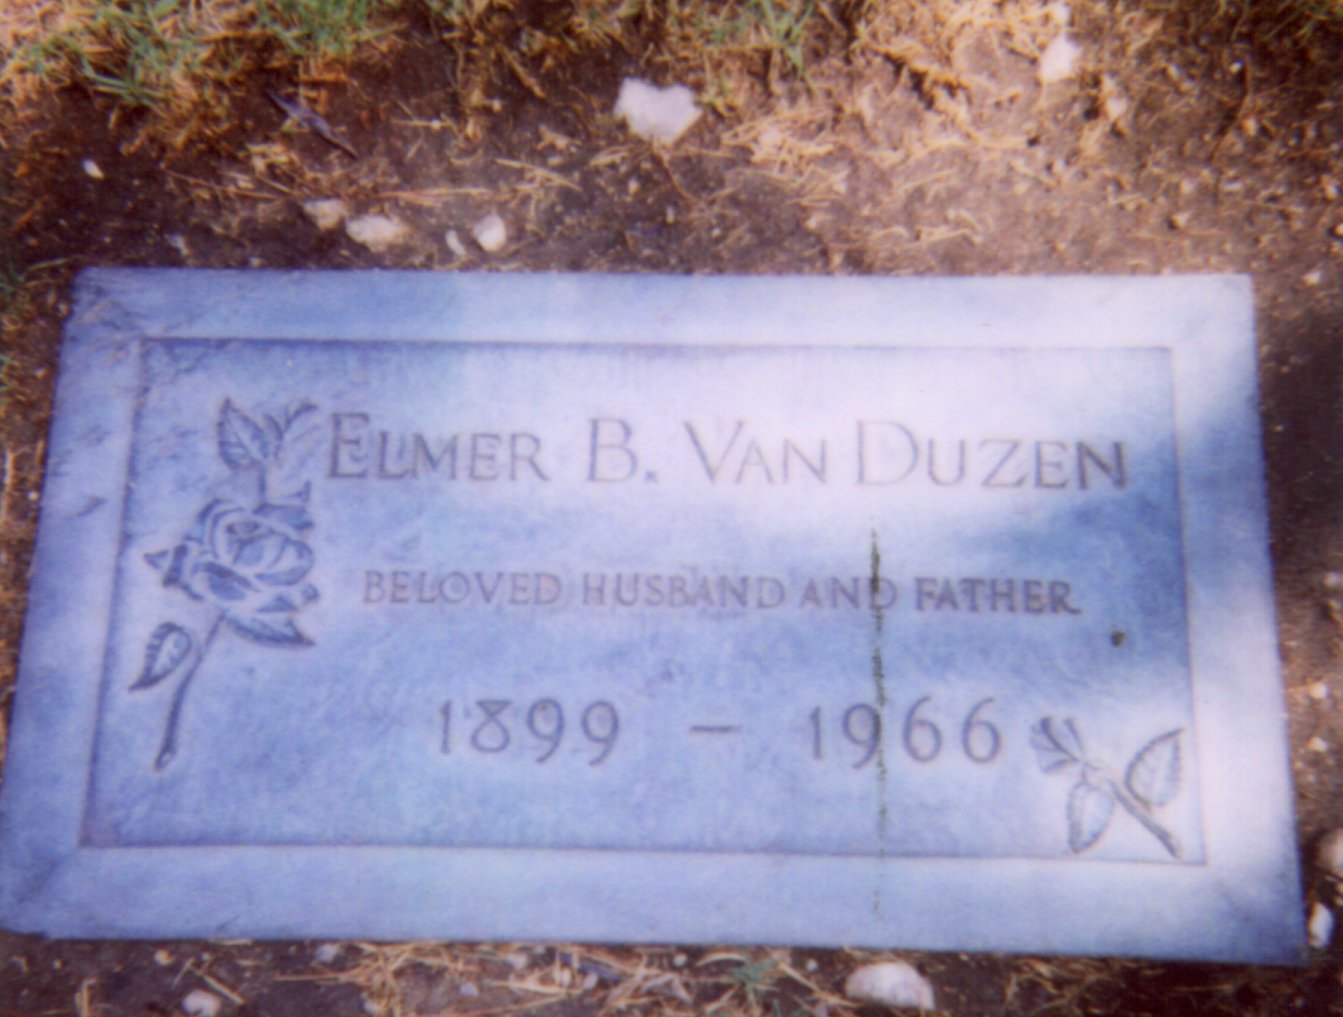 ELMER B. VAN DUZEN
BELOVED HUSBAND AND FATHER
1899 – 1966